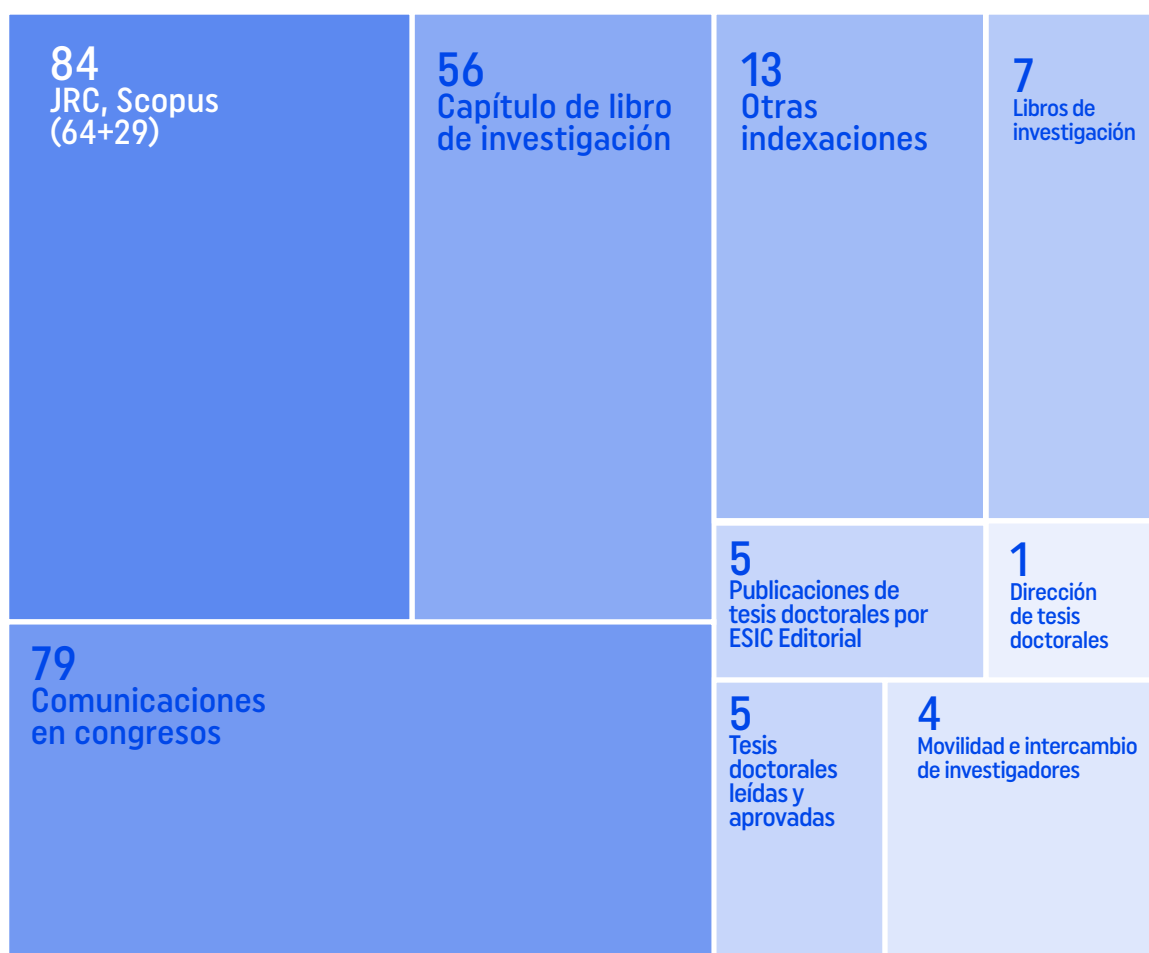 84
JRC, Scopus
(64+29)
56
Capítulo de libro
de investigación
13
Otras
indexaciones
7
Libros de
investigación
79
Comunicaciones
en congresos
5
Publicaciones de
tesis doctorales por
ESIC Editorial
1
Dirección
de tesis
doctorales
5
Tesis
doctorales
leídas y
aprovadas
4
Movilidad e intercambio
de investigadores